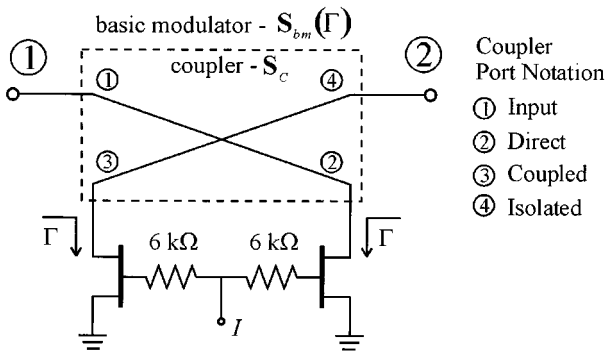 basic modulator - S_bm(Γ)
coupler - S_C
1
2
① 
④
③
②
Γ
Γ
6 kΩ
6 kΩ
I
Coupler
Port Notation
① Input
② Direct
③ Coupled
④ Isolated